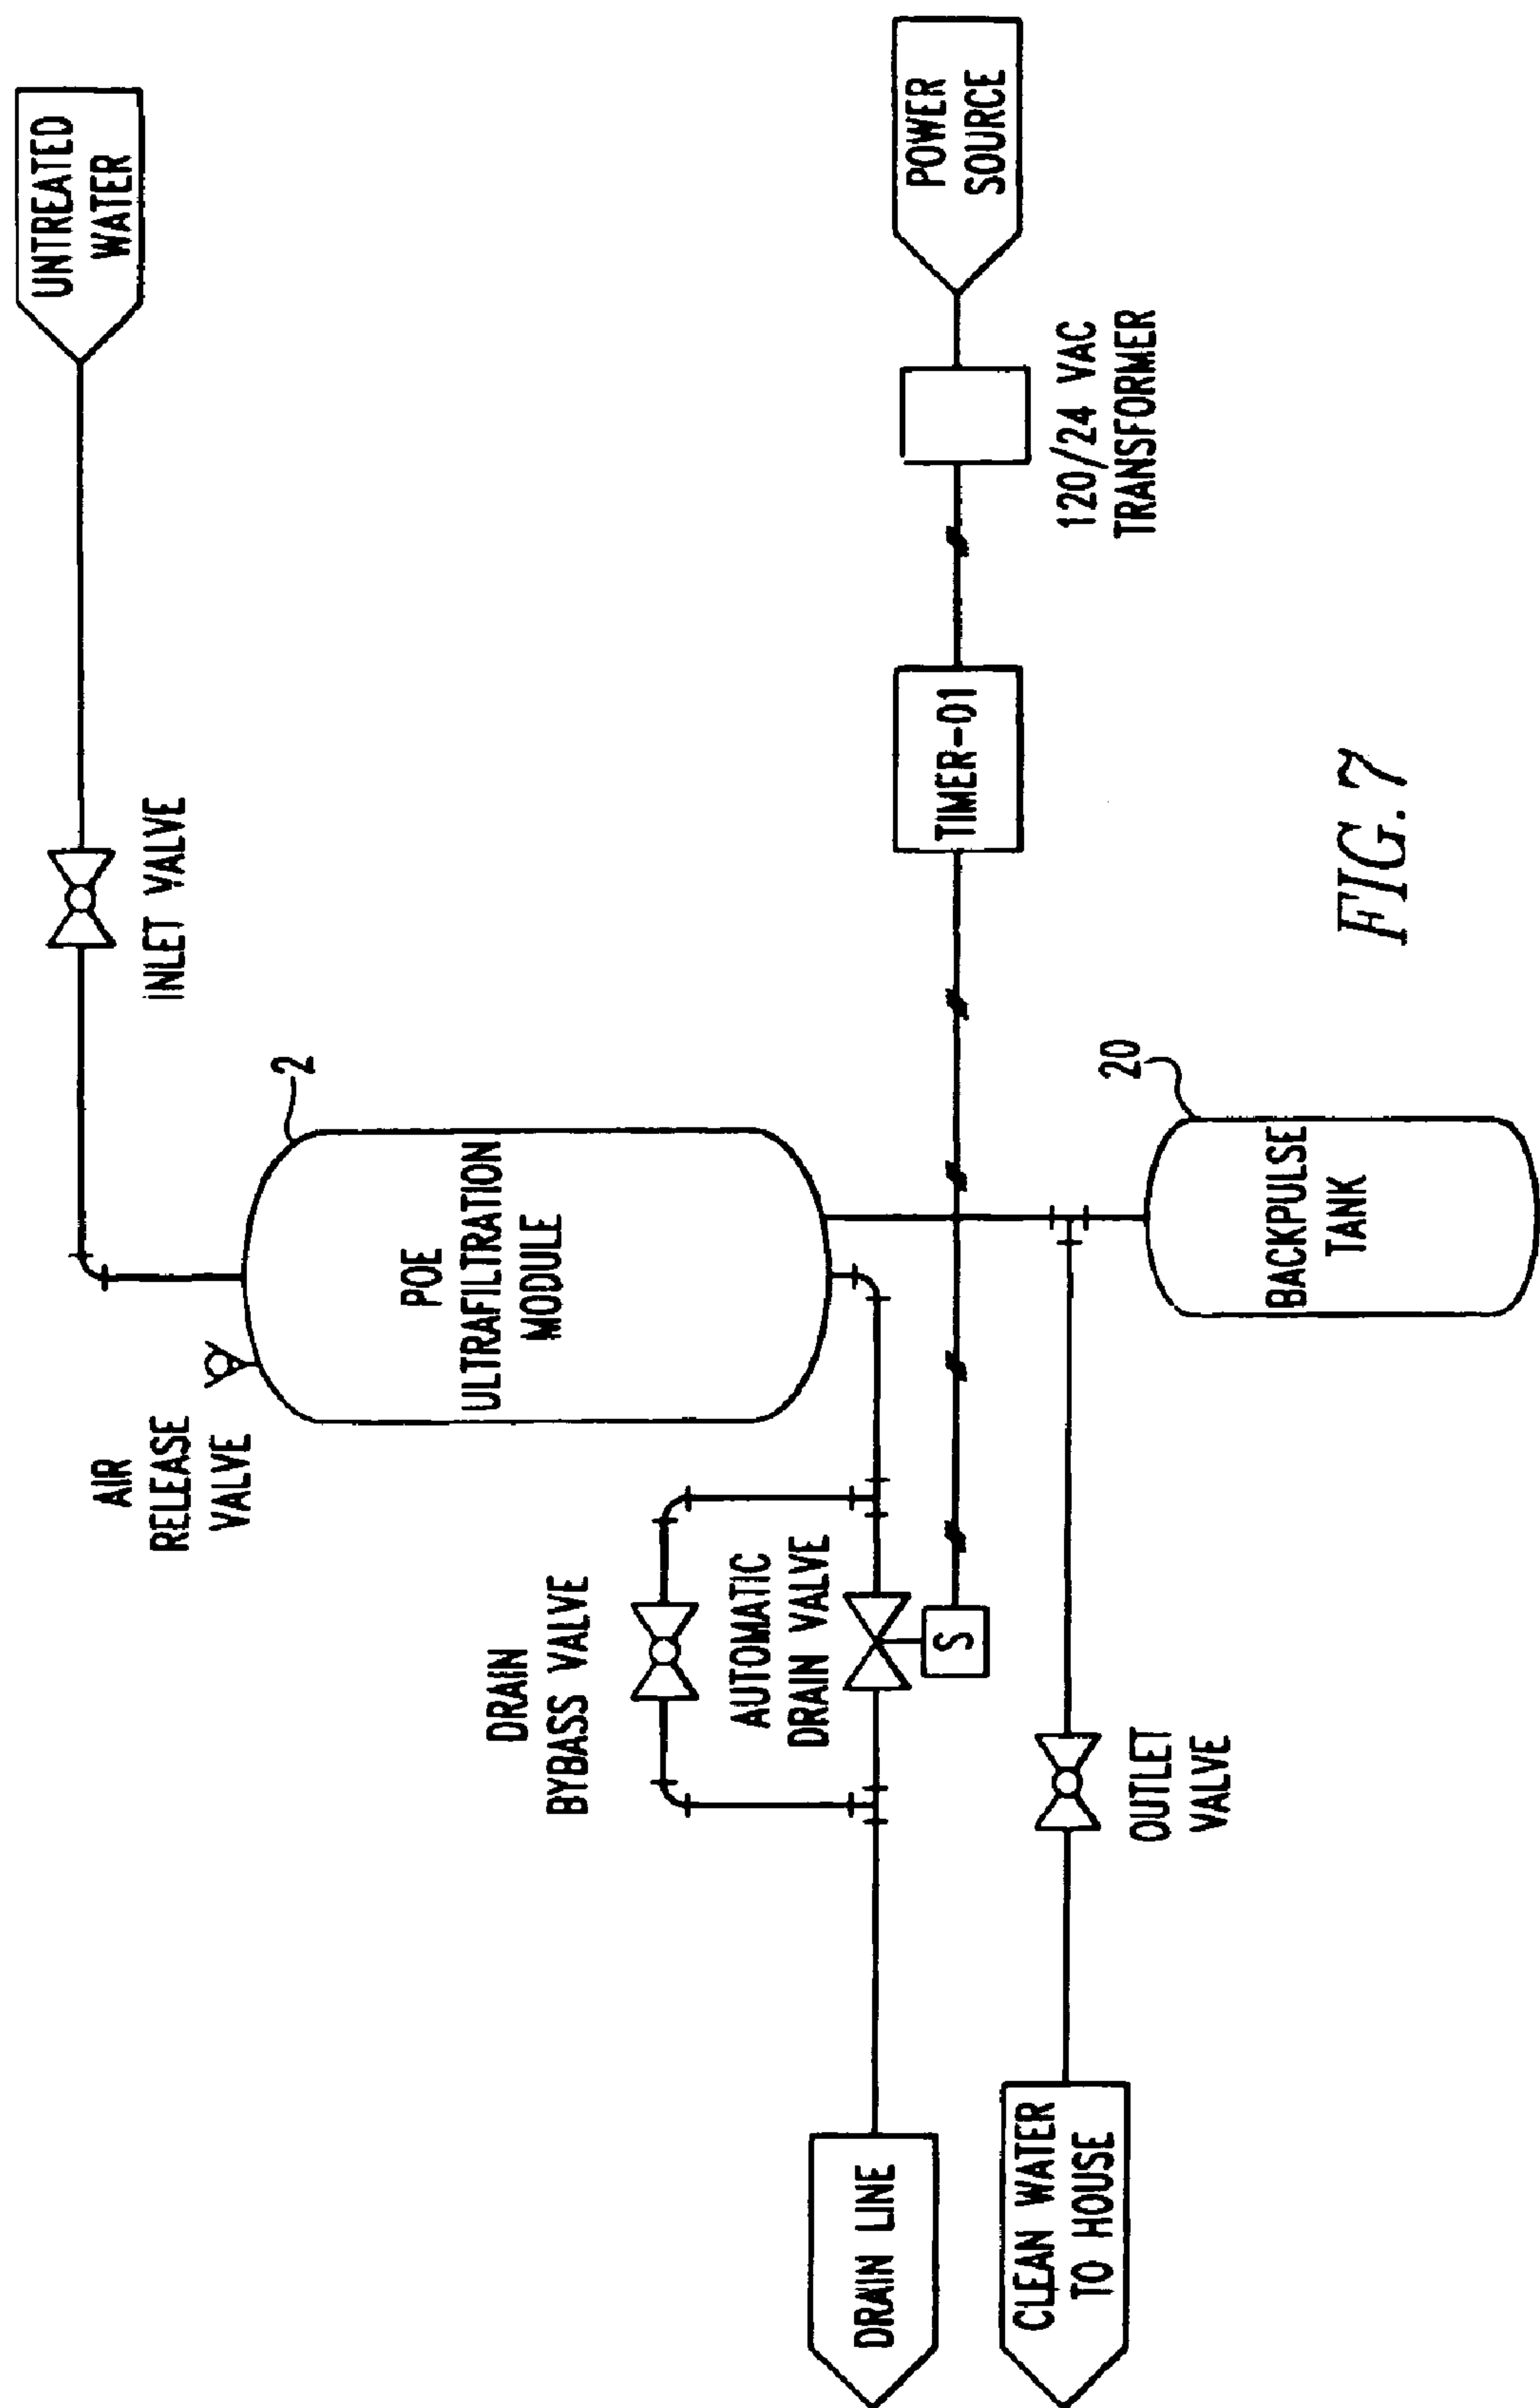 UNTREATED
WATER
INLET VALVE
AIR
RELEASE
VALVE
2
POE
ULTRAFILTRATION
MODULE
DRAIN
BYBASS VALVE
AUTOMATIC
DRAIN VALVE
S
TIMER-01
120/24 VAC
TRANSFORMER
POWER
SOURCE
DRAIN LINE
CLEAN WATER
TO HOUSE
OUTLET
VALVE
20
BACKPULSE
TANK
FIG. 7